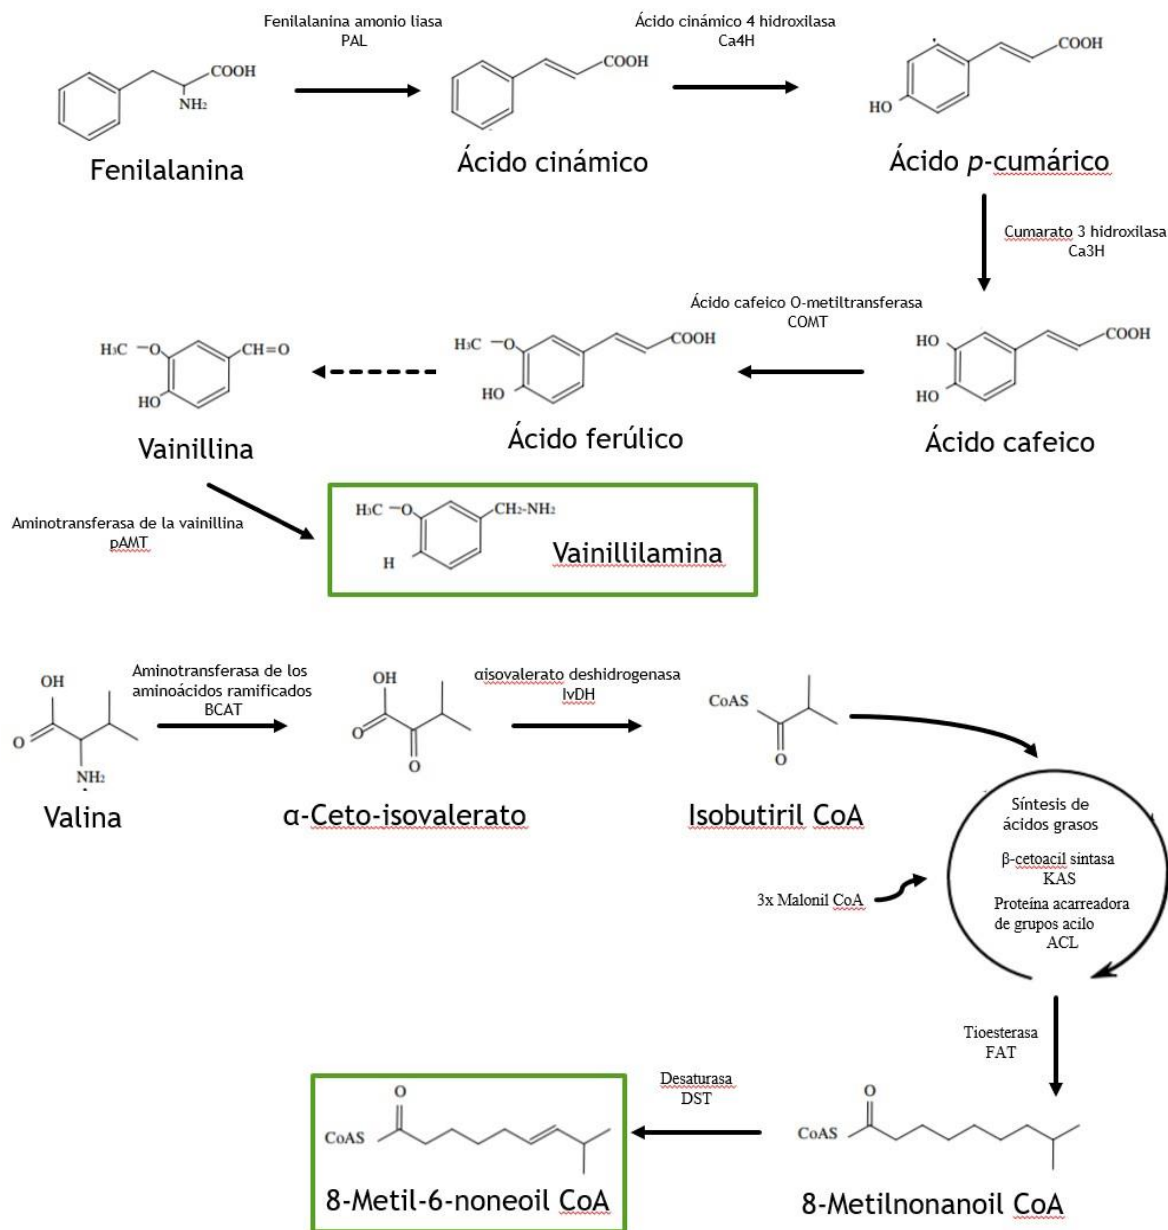 Fenilalanina amonio liasa
PAL
Ácido cinámico 4 hidroxilasa
Ca4H
COOH
NH₂
COOH
COOH
HO
Fenilalanina
Ácido cinámico
Ácido p-cumárico
Cumarato 3 hidroxilasa
Ca3H
Ácido cafeico O-metiltransferasa
COMT
H₃C
O
CH=O
HO
H₃C
O
COOH
HO
HO
COOH
HO
Vainillina
Ácido ferúlico
Ácido cafeico
Aminotransferasa de la vainillina
pAMT
H₃C
O
CH₂-NH₂
H
Vainillilamina
Aminotransferasa de los
aminoácidos ramificados
BCAT
αisovalerato deshidrogenasa
IvDH
OH
O
NH₂
OH
O
O
CoAS
O
Valina
α-Ceto-isovalerato
Isobutiril CoA
Síntesis de
ácidos grasos
β-cetoacil sintasa
KAS
Proteína acarreadora
de grupos acilo
ACL
3x Malonil CoA
Tioesterasa
FAT
Desaturasa
DST
O
CoAS
O
CoAS
8-Metil-6-noneoil CoA
8-Metilnonanoil CoA